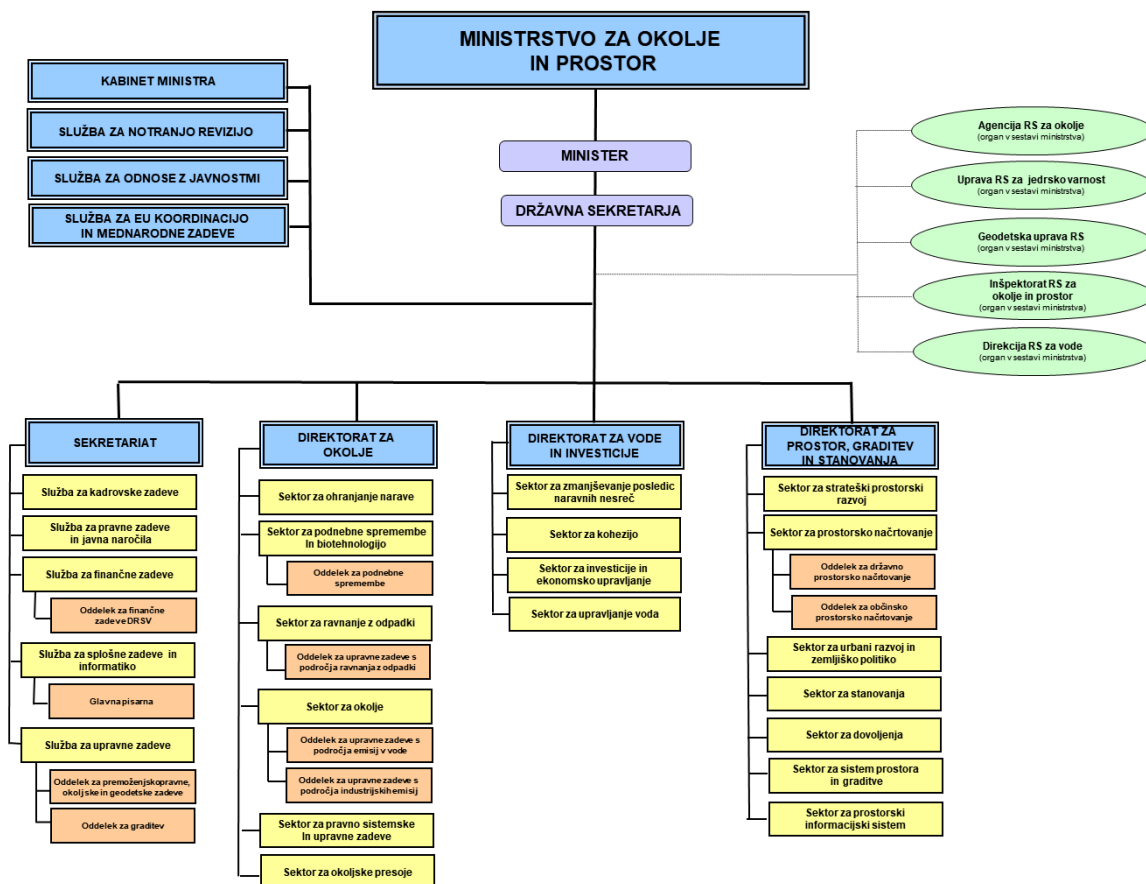 MINISTRSTVO ZA OKOLJE
IN PROSTOR
KABINET MINISTRA
SLUŽBA ZA NOTRANJO REVIZIJO
SLUŽBA ZA ODNOSE Z JAVNOSTMI
SLUŽBA ZA EU KOORDINACIJO
IN MEDNARODNE ZADEVE
MINISTER
DRŽAVNA SEKRETARJA
Agencija RS za okolje
(organ v sestavi ministrstva)
Uprava RS za jedrsko varnost
(organ v sestavi ministrstva)
Geodetska uprava RS
(organ v sestavi ministrstva)
Inšpektorat RS za
okolje in prostor
(organ v sestavi ministrstva)
Direkcija RS za vode
(organ v sestavi ministrstva)
SEKRETARIAT
Služba za kadrovske zadeve
Služba za pravne zadeve
in javna naročila
Služba za finančne zadeve
Oddelek za finančne
zadeve DRSV
Služba za splošne zadeve in
informatiko
Glavna pisarna
Služba za upravne zadeve
Oddelek za premoženjskopravne,
okoljske in geodetske zadeve
Oddelek za graditev
DIREKTORAT ZA
OKOLJE
Sektor za ohranjanje narave
Sektor za podnebne spremembe
In biotehnologijo
Oddelek za podnebne
spremembe
Sektor za ravnanje z odpadki
Oddelek za upravne zadeve s
področja ravnanja z odpadki
Sektor za okolje
Oddelek za upravne zadeve s
področja emisij v vode
Oddelek za upravne zadeve s
področja industrijskih emisij
Sektor za pravno sistemske
In upravne zadeve
Sektor za okoljske presoje
DIREKTORAT ZA VODE
IN INVESTICIJE
Sektor za zmanjševanje posledic
naravnih nesreč
Sektor za kohezijo
Sektor za investicije in
ekonomsko upravljanje
Sektor za upravljanje voda
DIREKTORAT ZA
PROSTOR, GRADITEV
IN STANOVANJA
Sektor za strateški prostorski
razvoj
Sektor za prostorsko načrtovanje
Oddelek za državno
prostorsko načrtovanje
Oddelek za občinsko
prostorsko načrtovanje
Sektor za urbani razvoj in
zemljiško politiko
Sektor za stanovanja
Sektor za dovoljenja
Sektor za sistem prostora
in graditve
Sektor za prostorski
informacijski sistem